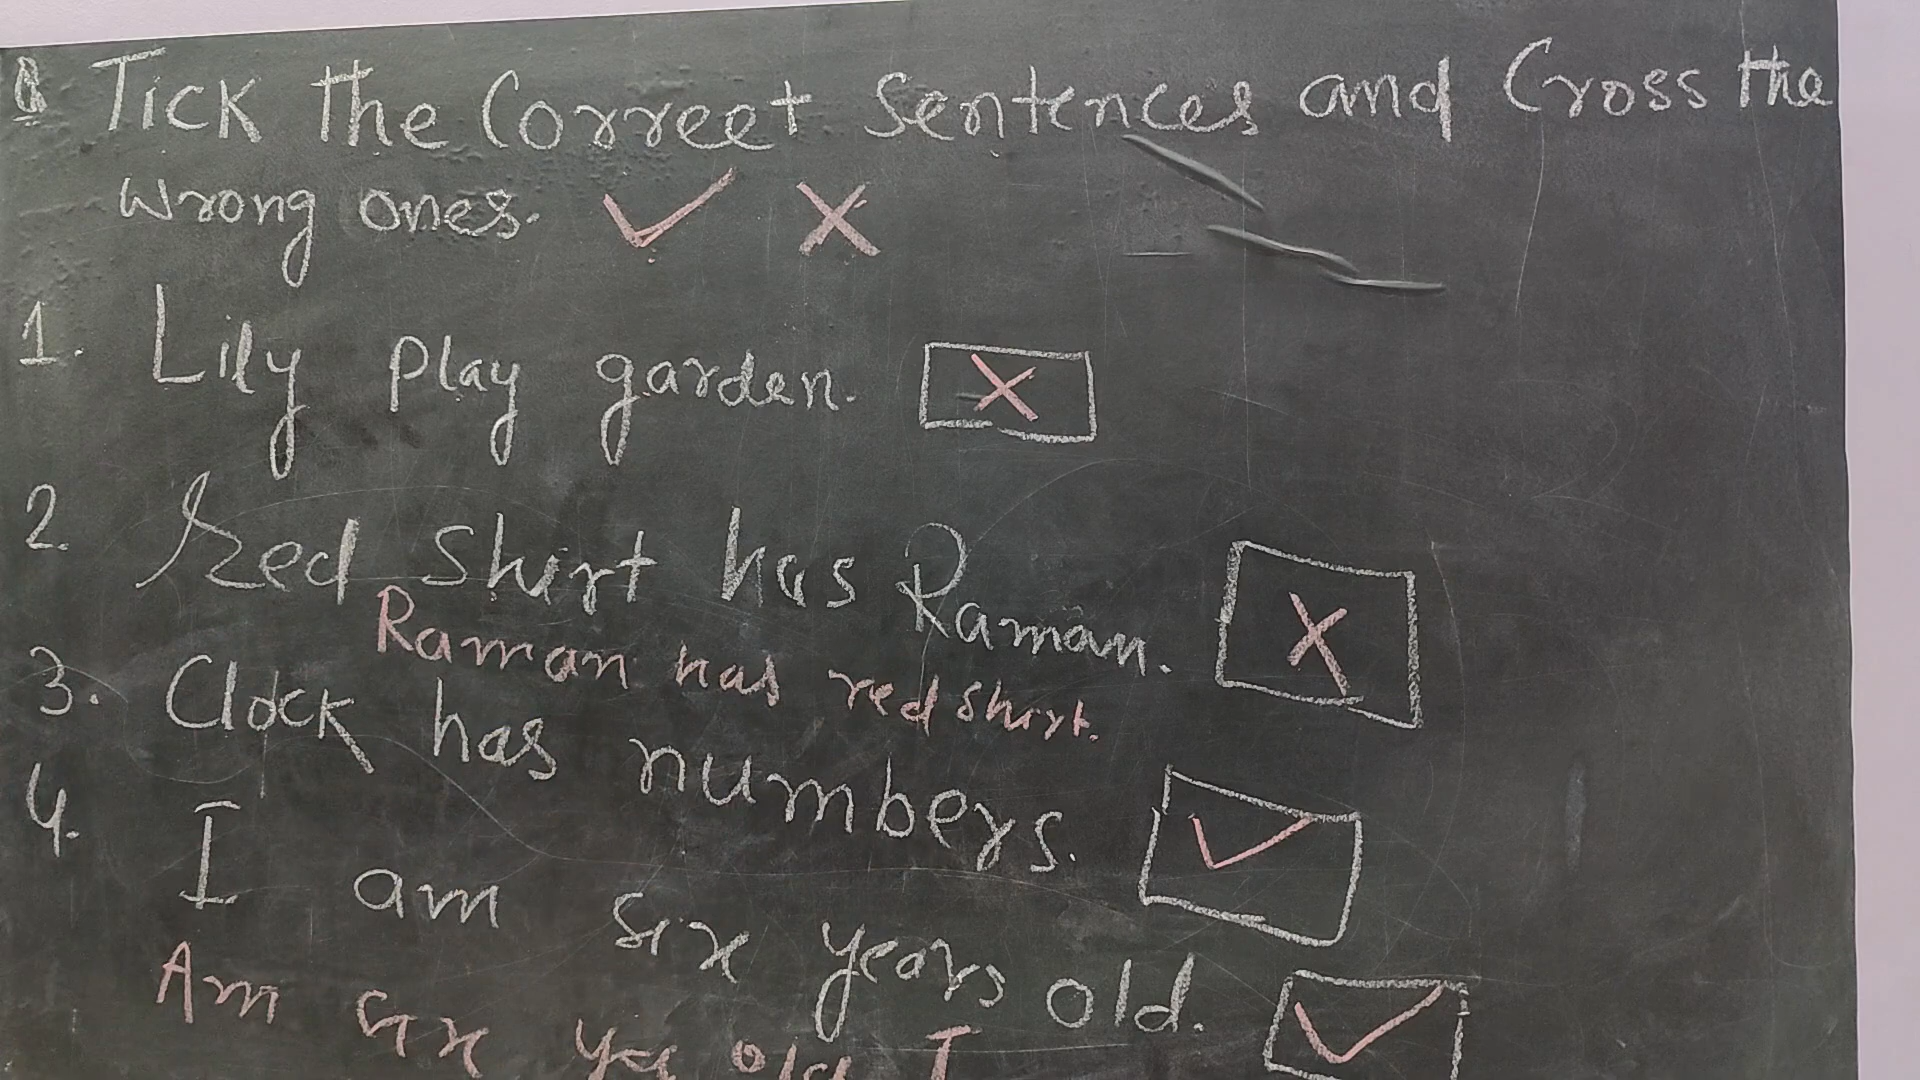 Q Tick the Correct Sentences and Cross the
wrong ones. ✓ ✗
1. Lily Play garden. ✗
2. red Shirt has Raman. ✗
Raman has red Shirt.
3. Clock has numbers. ✓
4. I am six years old. ✓
Am six old I